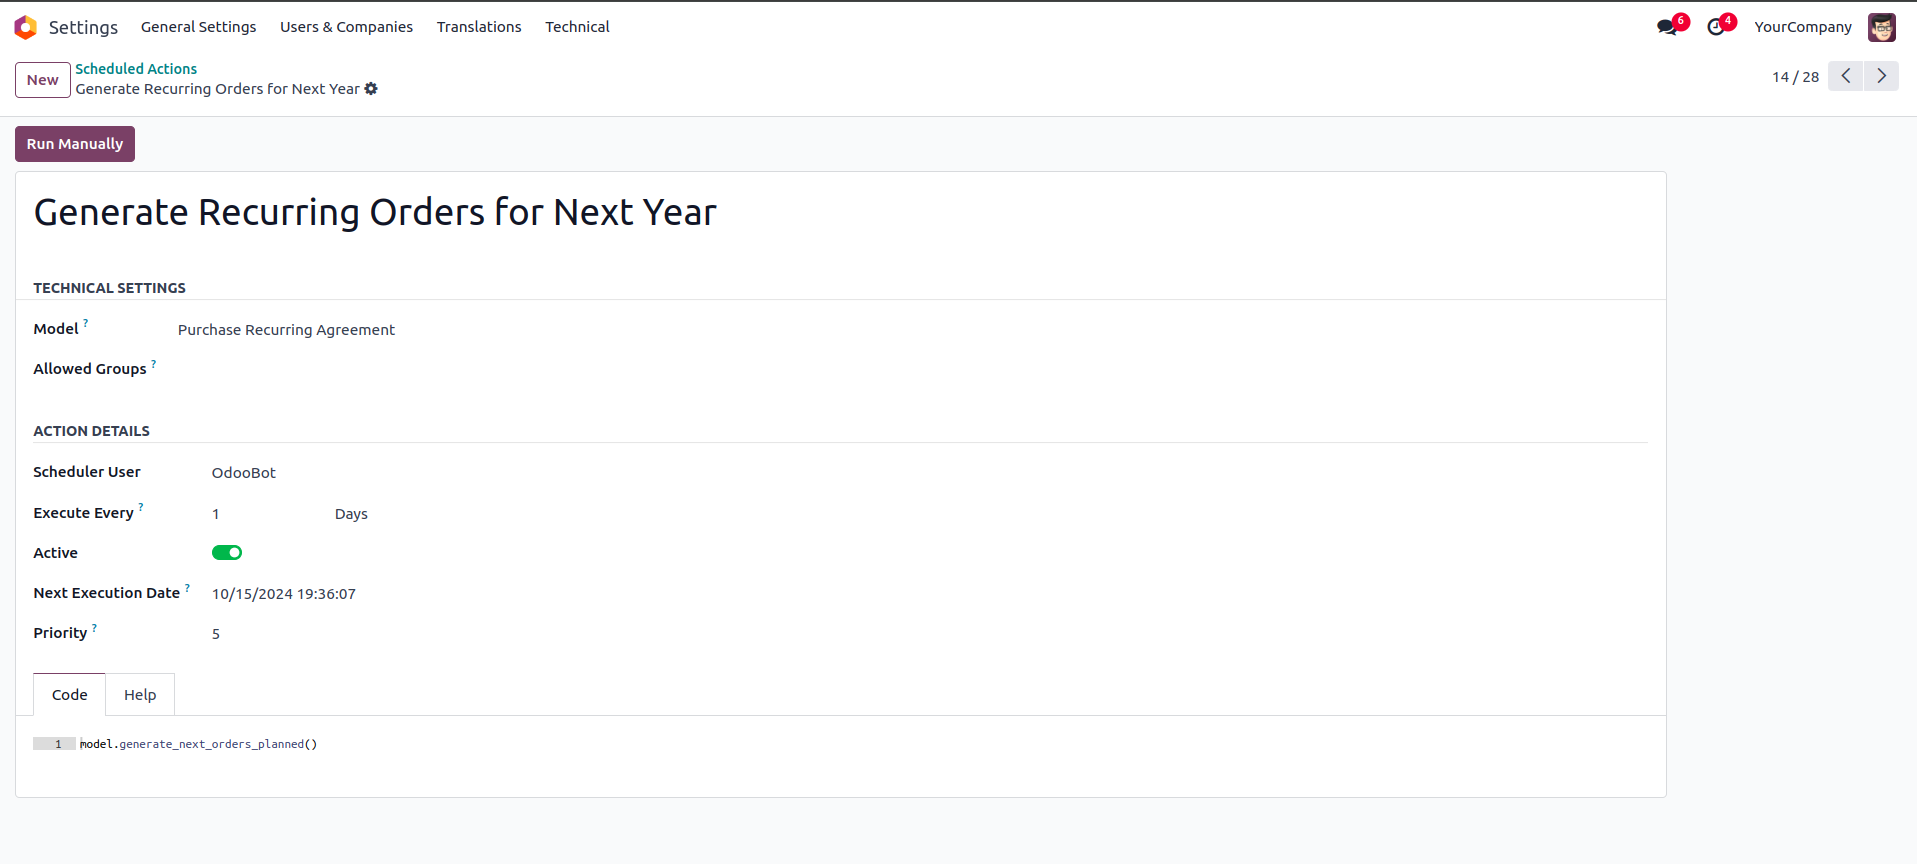 Settings General Settings Users & Companies Translations Technical 6 4 YourCompany
New Scheduled Actions
Generate Recurring Orders for Next Year 14 / 28
Run Manually
Generate Recurring Orders for Next Year
TECHNICAL SETTINGS
Model ? Purchase Recurring Agreement
Allowed Groups ?
ACTION DETAILS
Scheduler User OdooBot
Execute Every ? 1 Days
Active
Next Execution Date ? 10/15/2024 19:36:07
Priority ? 5
Code Help
1 model.generate_next_orders_planned()